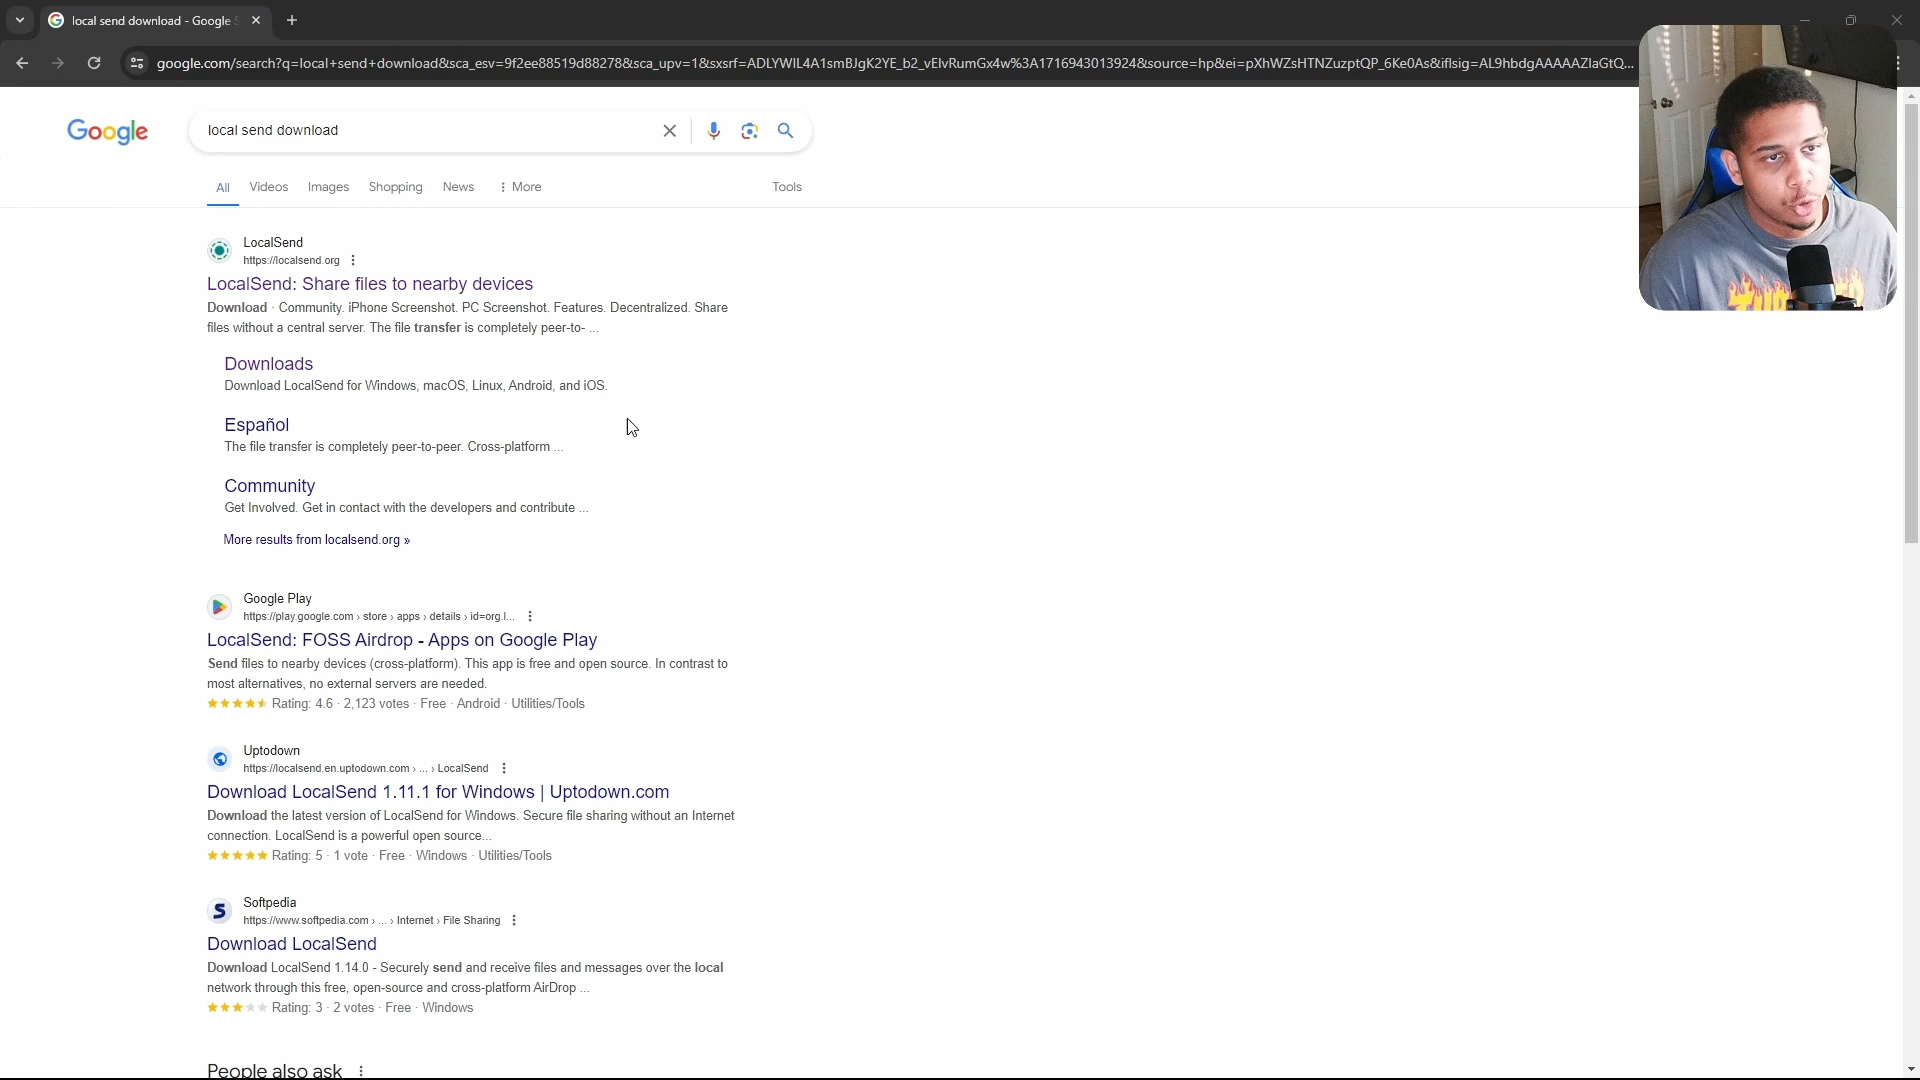 local send download - Google
google.com/search?q=local+send+download&sca_esv=9f2ee88519d88278&sca_upv=1&sxsrf=ADLYWIL4A1smBJgK2YE_b2_vElvRumGx4w%3A1716943013924&source=hp&ei=pXhWZsHTNZuzptQP_6Ke0As&iflsig=AL9hbdgAAAAAZlaGtQ...
Google
local send download
All Videos Images Shopping News More Tools
LocalSend
https://localsend.org
LocalSend: Share files to nearby devices
Download · Community. iPhone Screenshot. PC Screenshot. Features. Decentralized. Share
files without a central server. The file transfer is completely peer-to- ...
Downloads
Download LocalSend for Windows, macOS, Linux, Android, and iOS.
Español
The file transfer is completely peer-to-peer. Cross-platform ...
Community
Get Involved. Get in contact with the developers and contribute ...
More results from localsend.org »
Google Play
https://play.google.com › store › apps › details › id=org.l...
LocalSend: FOSS Airdrop - Apps on Google Play
Send files to nearby devices (cross-platform). This app is free and open source. In contrast to
most alternatives, no external servers are needed.
Rating: 4.6 · 2,123 votes · Free · Android · Utilities/Tools
Uptodown
https://localsend.en.uptodown.com › ... › LocalSend
Download LocalSend 1.11.1 for Windows | Uptodown.com
Download the latest version of LocalSend for Windows. Secure file sharing without an Internet
connection. LocalSend is a powerful open source...
Rating: 5 · 1 vote · Free · Windows · Utilities/Tools
Softpedia
https://www.softpedia.com › ... › Internet › File Sharing
Download LocalSend
Download LocalSend 1.14.0 - Securely send and receive files and messages over the local
network through this free, open-source and cross-platform AirDrop ...
Rating: 3 · 2 votes · Free · Windows
People also ask